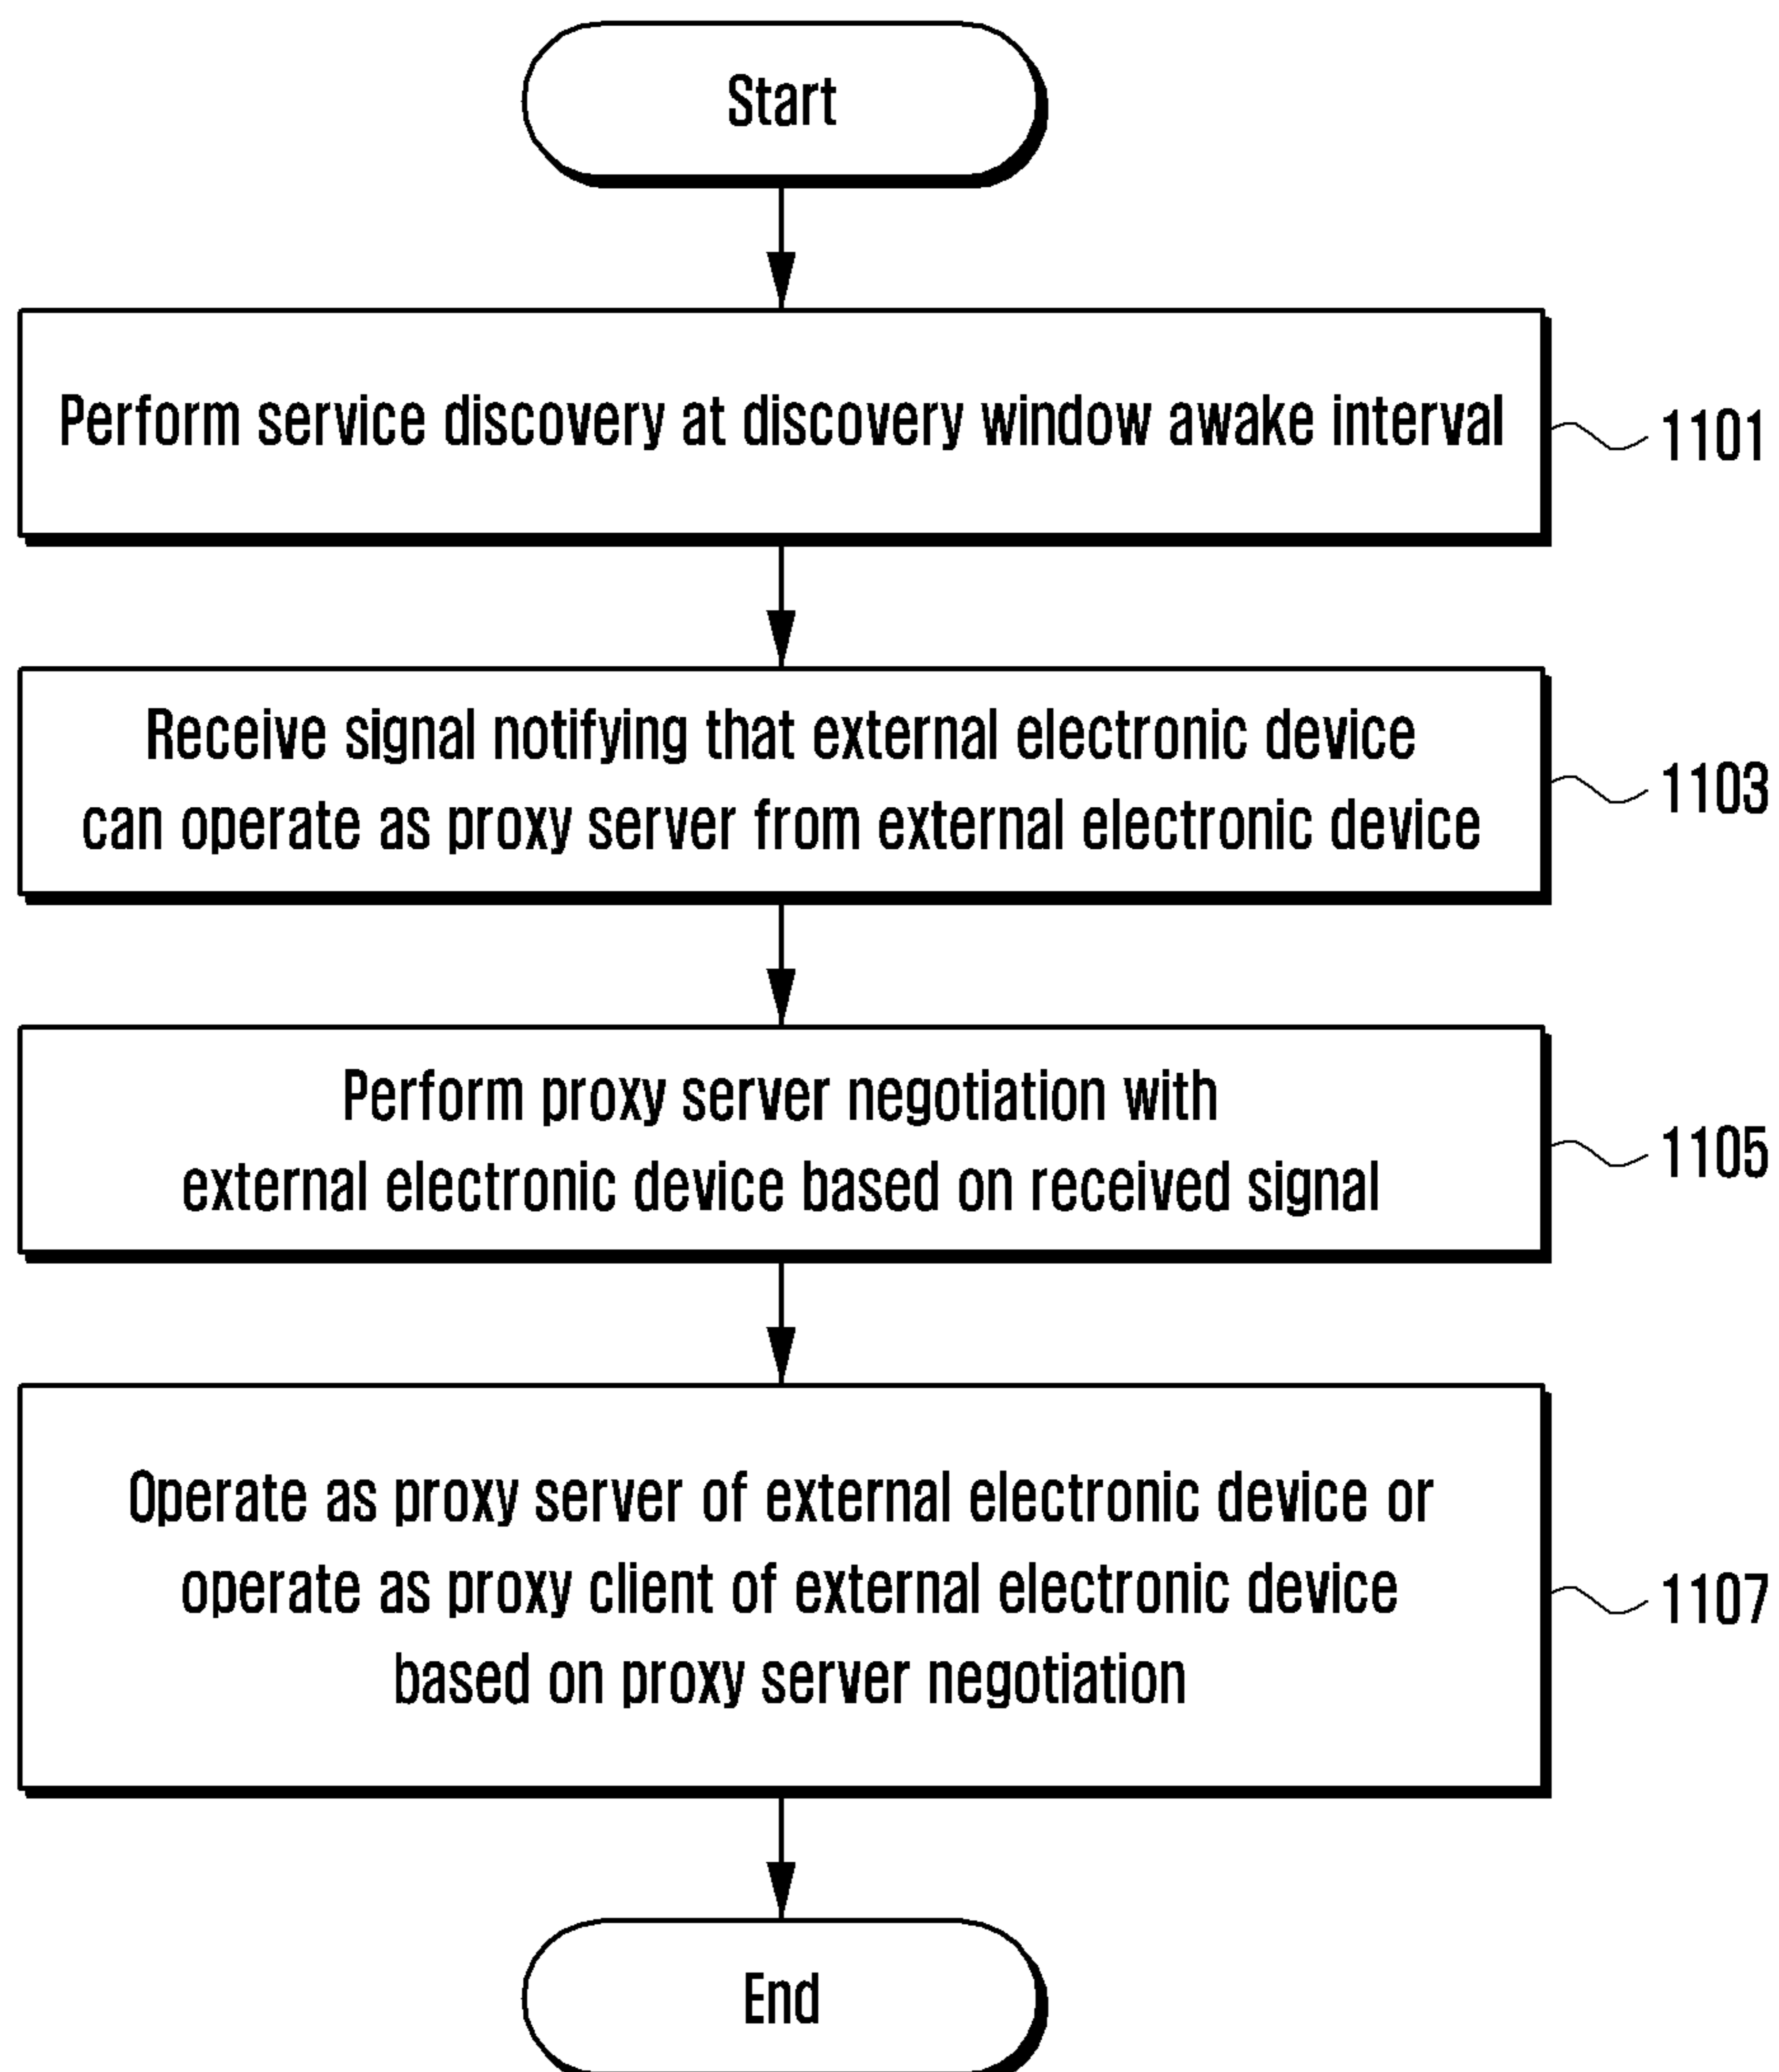 Start
Perform service discovery at discovery window awake interval
1101
Receive signal notifying that external electronic device
can operate as proxy server from external electronic device
1103
Perform proxy server negotiation with
external electronic device based on received signal
1105
Operate as proxy server of external electronic device or
operate as proxy client of external electronic device
based on proxy server negotiation
1107
End